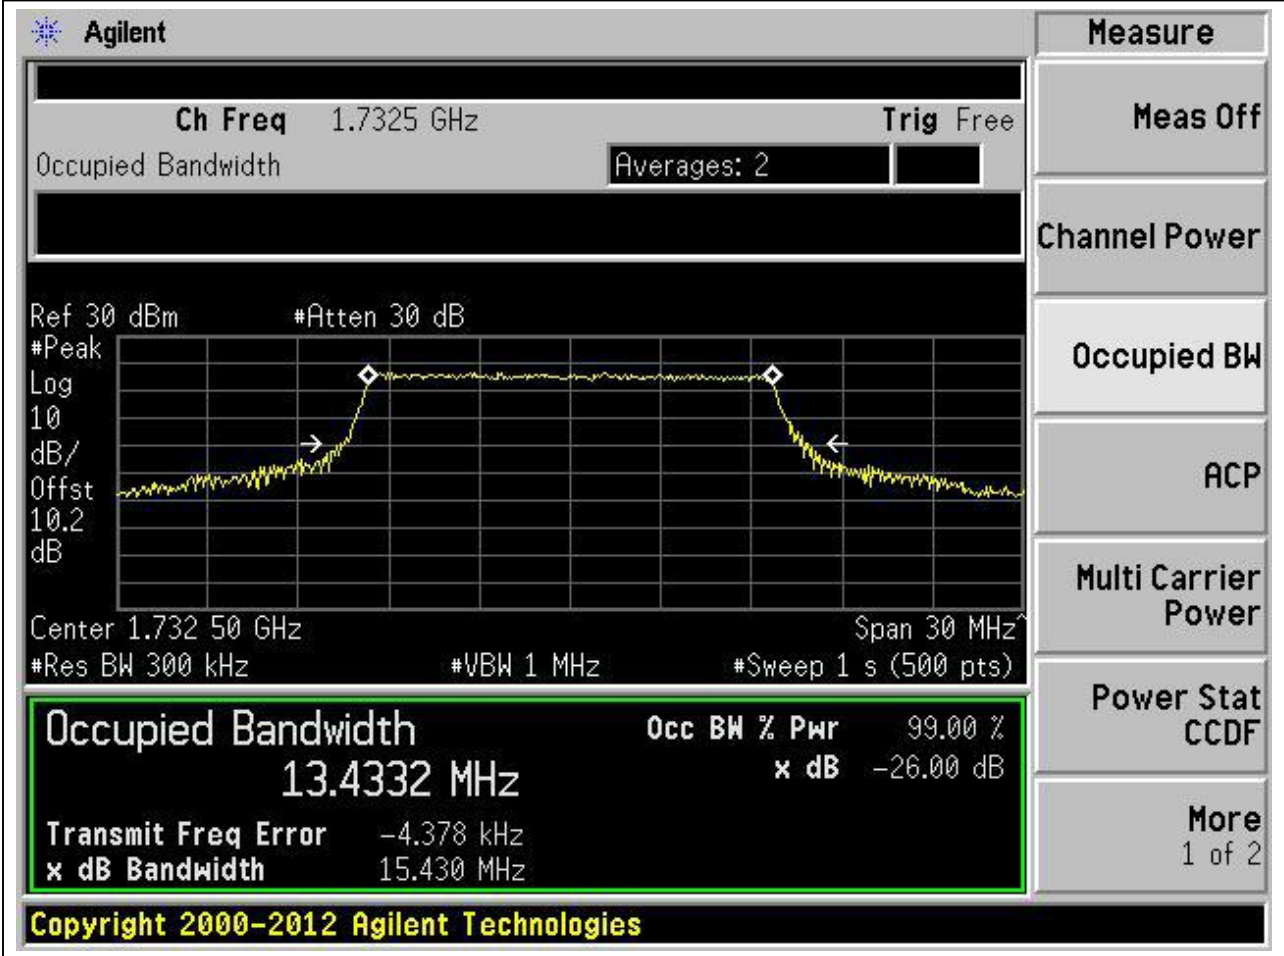 Agilent
Measure
Ch Freq 1.7325 GHz Trig Free
Occupied Bandwidth Averages: 2
Ref 30 dBm #Atten 30 dB
#Peak
Log
10
dB/
Offst
10.2
dB
Center 1.732 50 GHz Span 30 MHz^
#Res BW 300 kHz #VBW 1 MHz #Sweep 1 s (500 pts)
Occupied Bandwidth Occ BW % Pwr 99.00 %
13.4332 MHz x dB -26.00 dB
Transmit Freq Error -4.378 kHz
x dB Bandwidth 15.430 MHz
Meas Off
Channel Power
Occupied BW
ACP
Multi Carrier
Power
Power Stat
CCDF
More
1 of 2
Copyright 2000-2012 Agilent Technologies